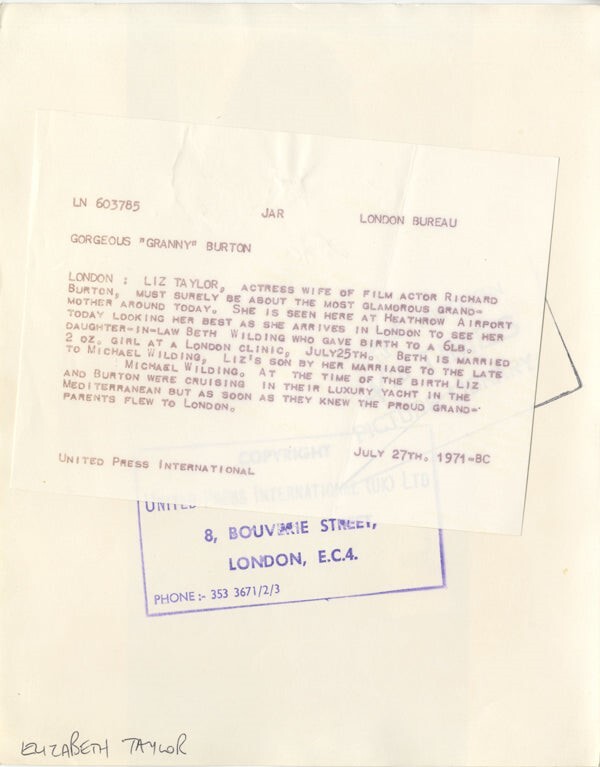 LN 603785 JAR LONDON BUREAU
GORGEOUS "GRANNY" BURTON
LONDON : LIZ TAYLOR, ACTRESS WIFE OF FILM ACTOR RICHARD
BURTON, MUST SURELY BE ABOUT THE MOST GLAMOROUS GRAND-
MOTHER AROUND TODAY. SHE IS SEEN HERE AT HEATHROW AIRPORT
TODAY LOOKING HER BEST AS SHE ARRIVES IN LONDON TO SEE HER
DAUGHTER-IN-LAW BETH WILDING WHO GAVE BIRTH TO A 6LB.
2 OZ. GIRL AT A LONDON CLINIC, JULY25TH. BETH IS MARRIED
TO MICHAEL WILDING, LIZ'S SON BY HER MARRIAGE TO THE LATE
MICHAEL WILDING. AT THE TIME OF THE BIRTH LIZ
AND BURTON WERE CRUISING IN THEIR LUXURY YACHT IN THE
MEDITERRANEAN BUT AS SOON AS THEY KNEW THE PROUD GRAND-
PARENTS FLEW TO LONDON.
UNITED PRESS INTERNATIONAL JULY 27TH. 1971-BC
COPYRIGHT
UNITED PRESS INTERNATIONAL (UK) LTD
8, BOUVERIE STREET,
LONDON, E.C.4.
PHONE :- 353 3671/2/3
ELIZABETH TAYLOR